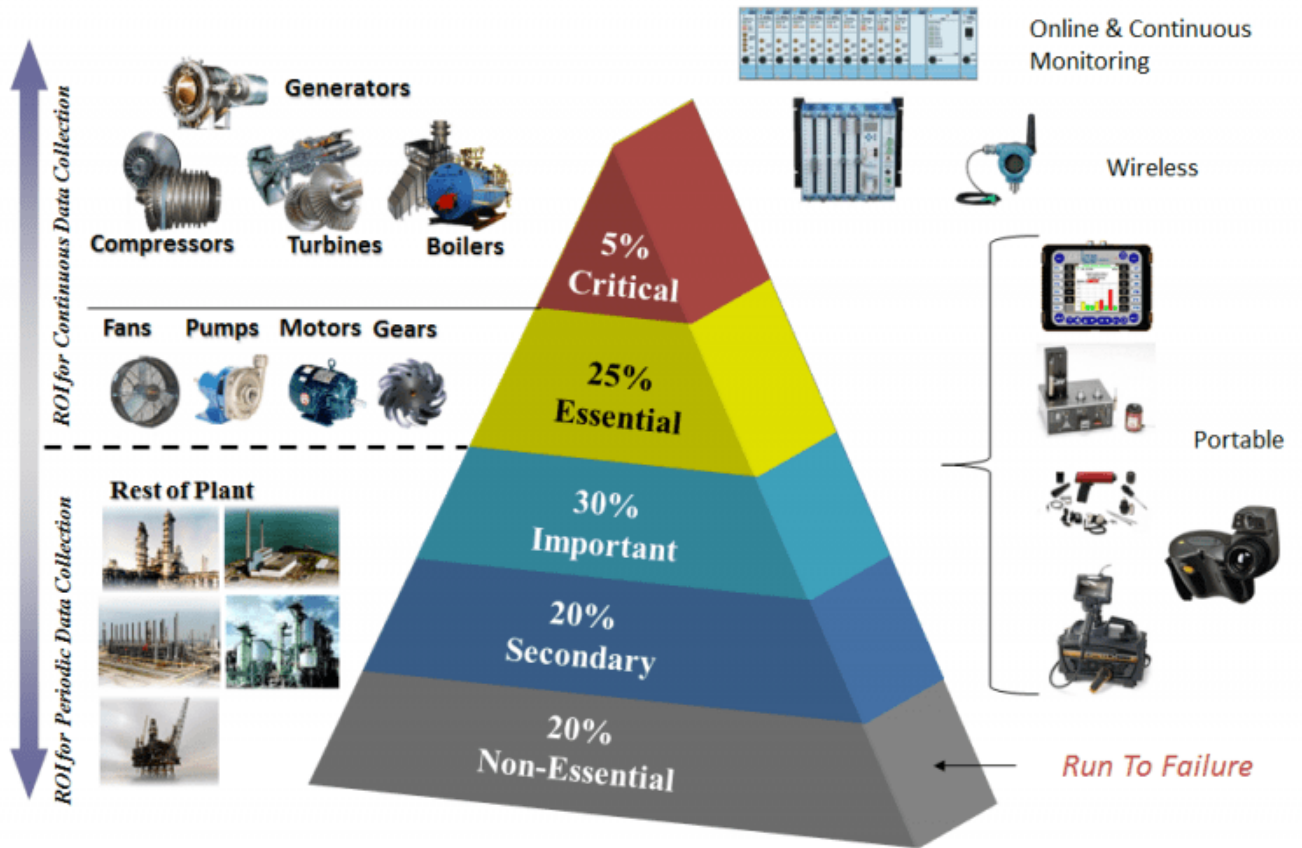 Online & Continuous
Monitoring
Generators
Wireless
Compressors
Turbines
Boilers
5%
Critical
ROI for Continuous Data Collection
Fans
Pumps
Motors
Gears
25%
Essential
Portable
Rest of Plant
30%
Important
20%
Secondary
ROI for Periodic Data Collection
20%
Non-Essential
Run To Failure